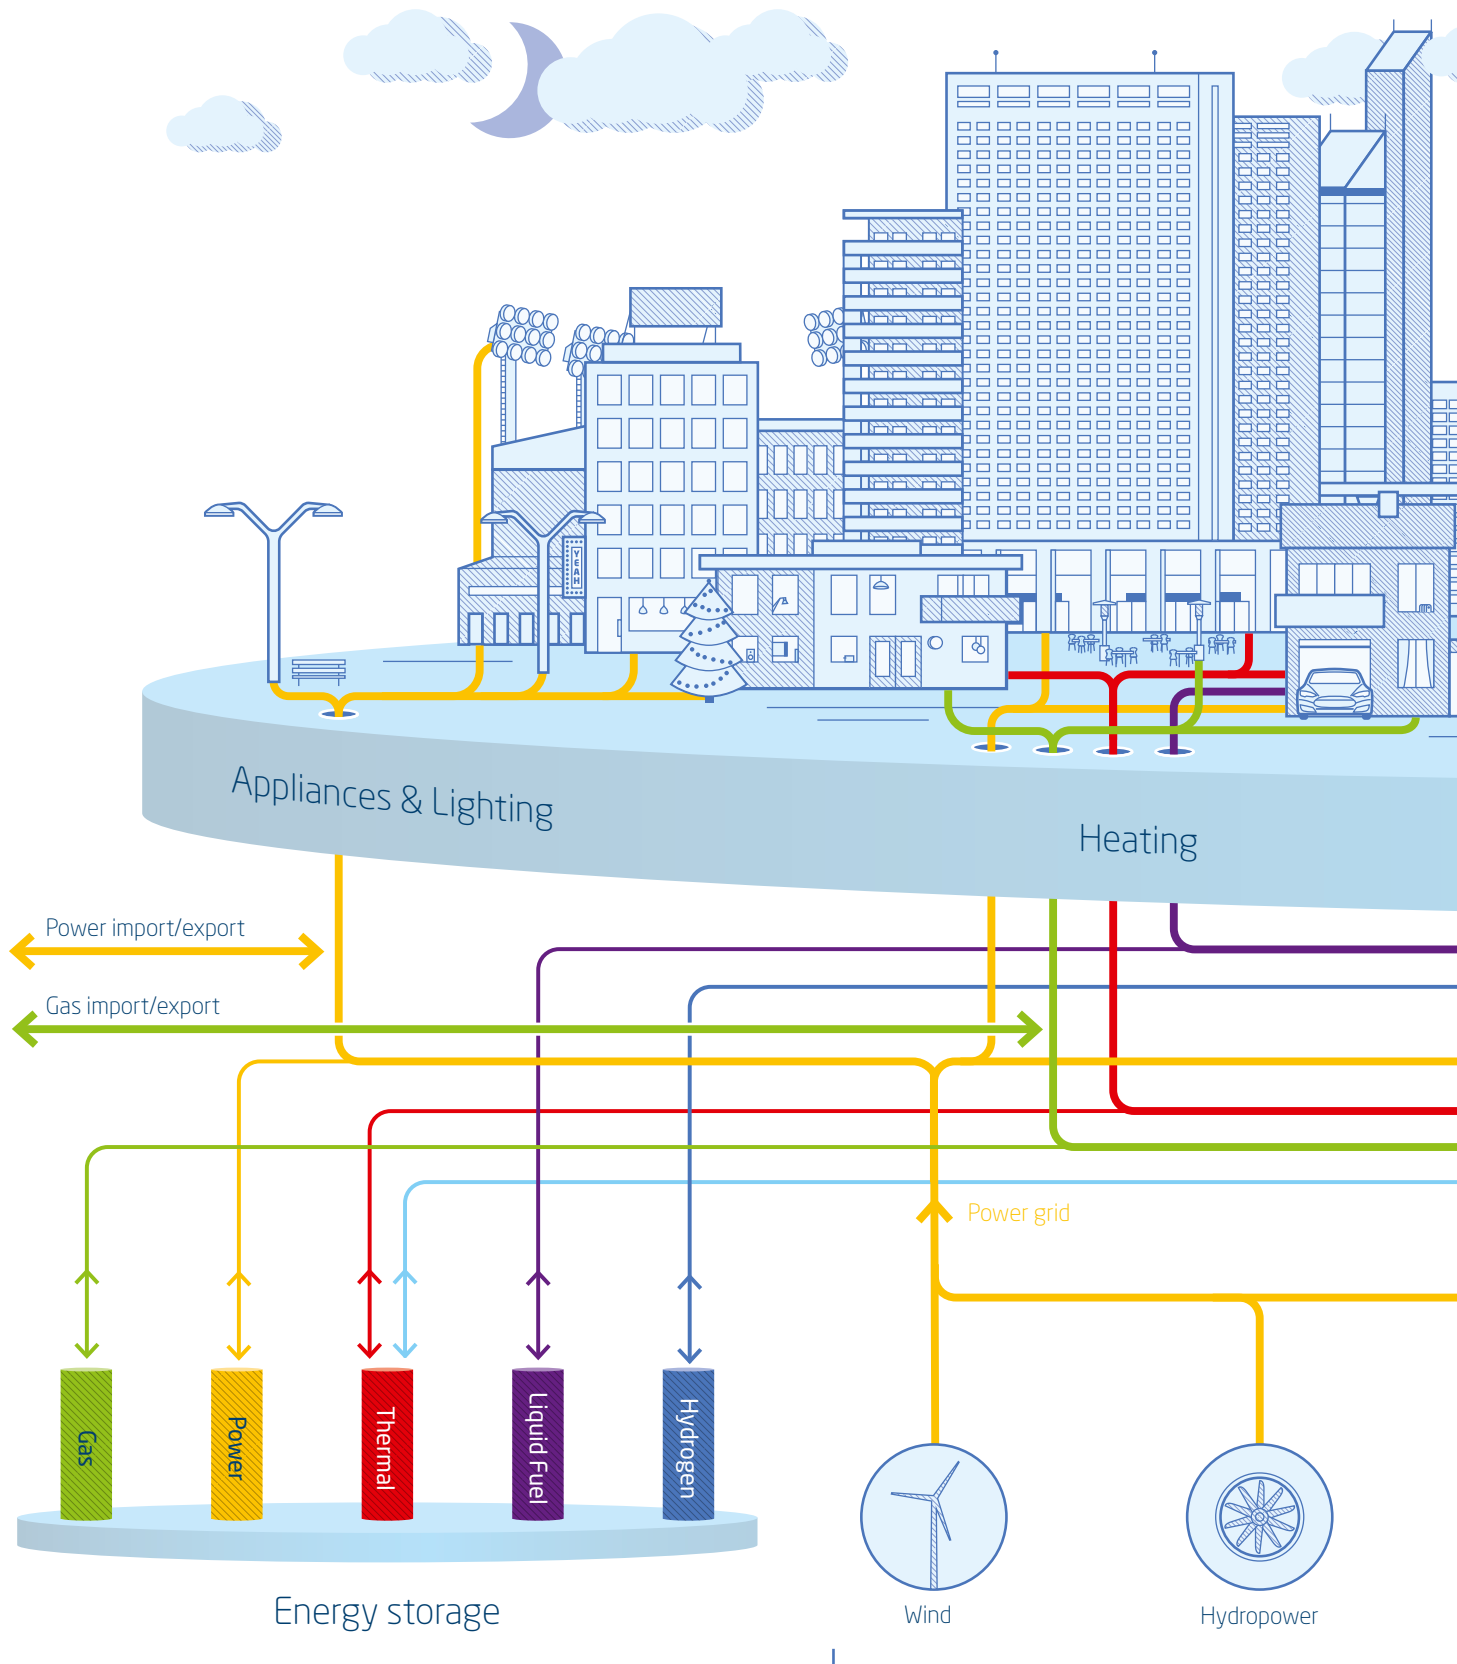 YEAH
Appliances & Lighting
Heating
Power import/export
Gas import/export
Power grid
Gas
Power
Thermal
Liquid Fuel
Hydrogen
Energy storage
Wind
Hydropower